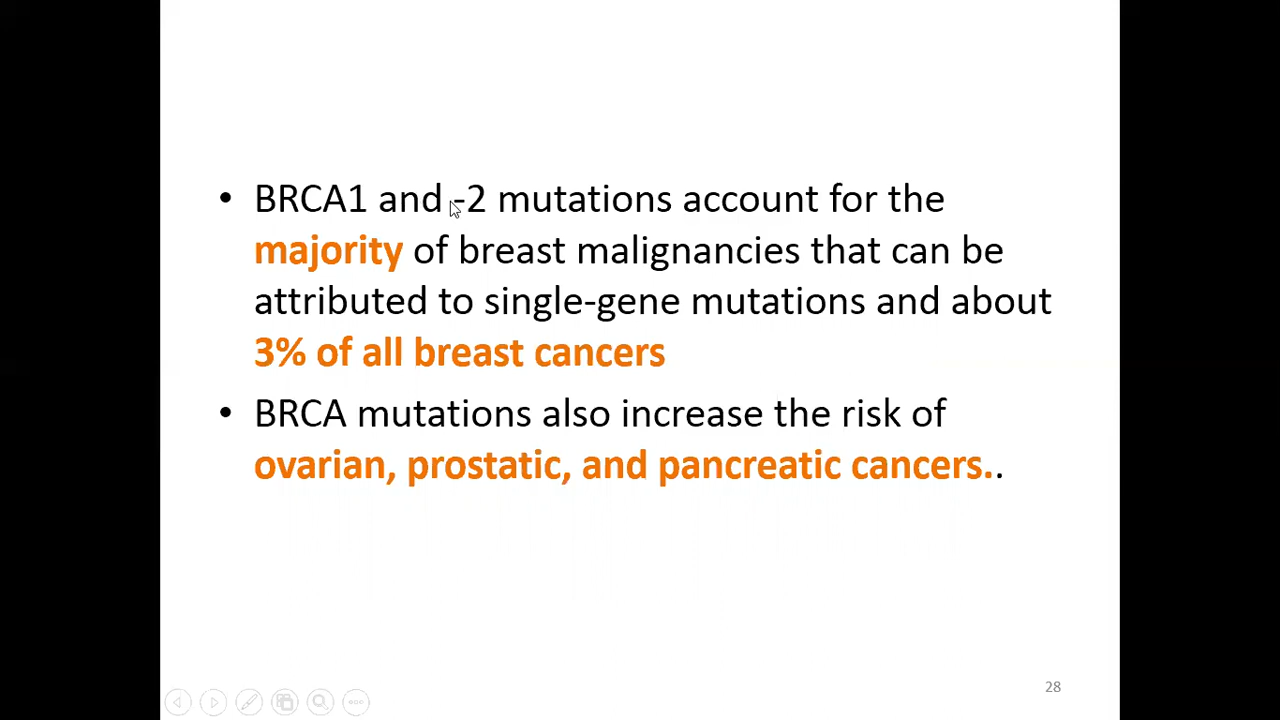 • BRCA1 and -2 mutations account for the
majority of breast malignancies that can be
attributed to single-gene mutations and about
3% of all breast cancers
• BRCA mutations also increase the risk of
ovarian, prostatic, and pancreatic cancers..
28